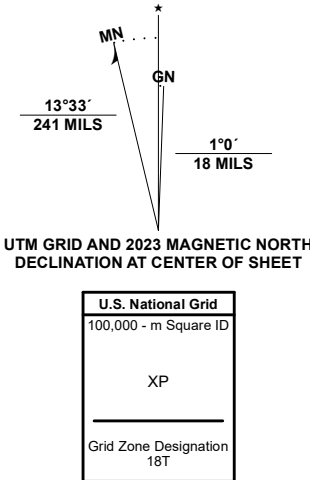 ★
MN
GN
13°33´
241 MILS
1°0´
18 MILS
UTM GRID AND 2023 MAGNETIC NORTH
DECLINATION AT CENTER OF SHEET
U.S. National Grid
100,000 - m Square ID
XP
Grid Zone Designation
18T